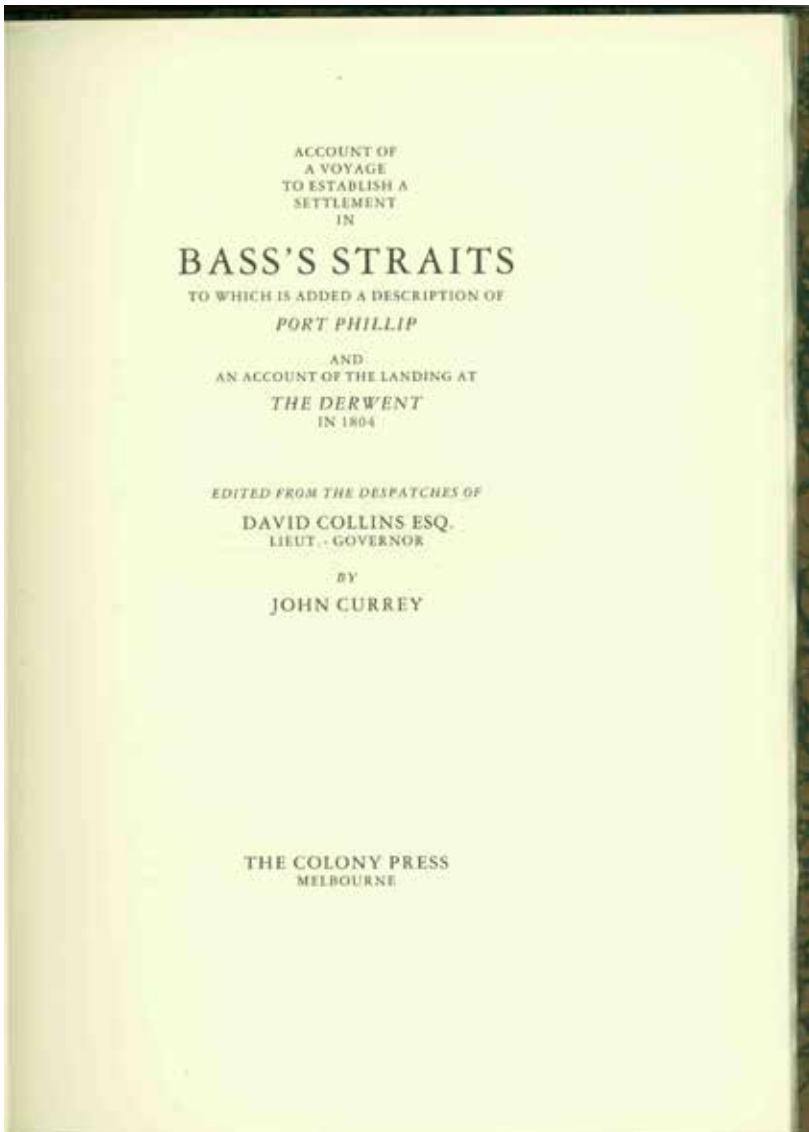 ACCOUNT OF
A VOYAGE
TO ESTABLISH A
SETTLEMENT
IN
BASS'S STRAITS
TO WHICH IS ADDED A DESCRIPTION OF
PORT PHILLIP
AND
AN ACCOUNT OF THE LANDING AT
THE DERWENT
IN 1804
EDITED FROM THE DESPATCHES OF
DAVID COLLINS ESQ.
LIEUT.-GOVERNOR
BY
JOHN CURREY
THE COLONY PRESS
MELBOURNE